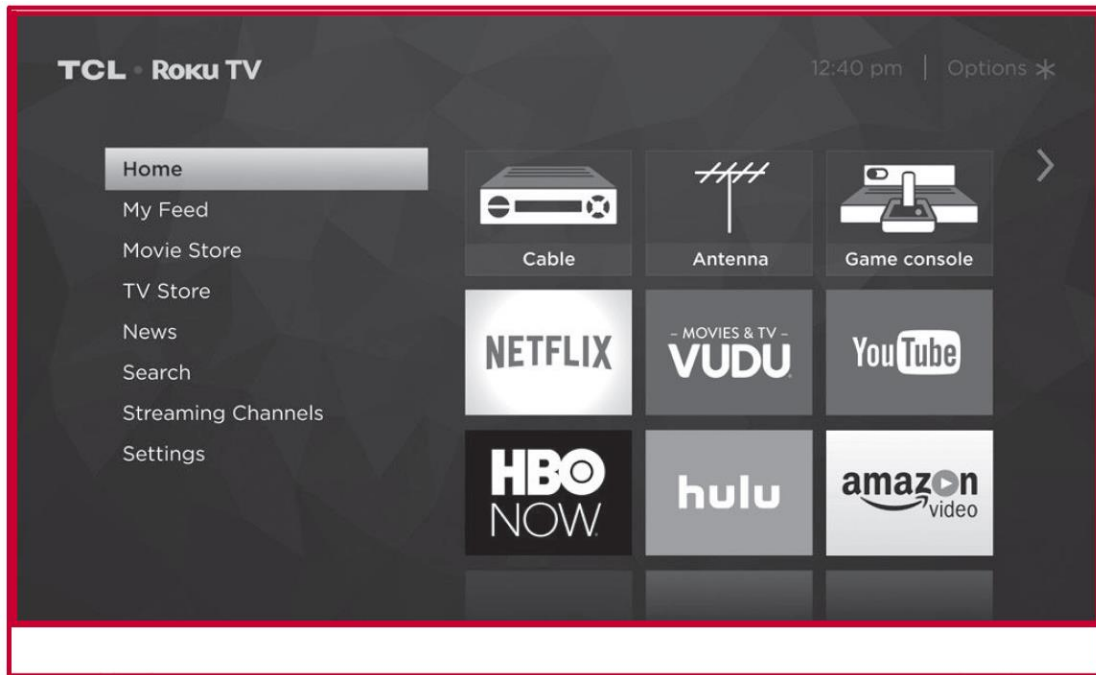 TCL • Roku TV
12:40 pm | Options *
Home
My Feed
Movie Store
TV Store
News
Search
Streaming Channels
Settings
Cable
Antenna
Game console
NETFLIX
- MOVIES & TV -
VUDU
YouTube
HBO
NOW
hulu
amazon
video